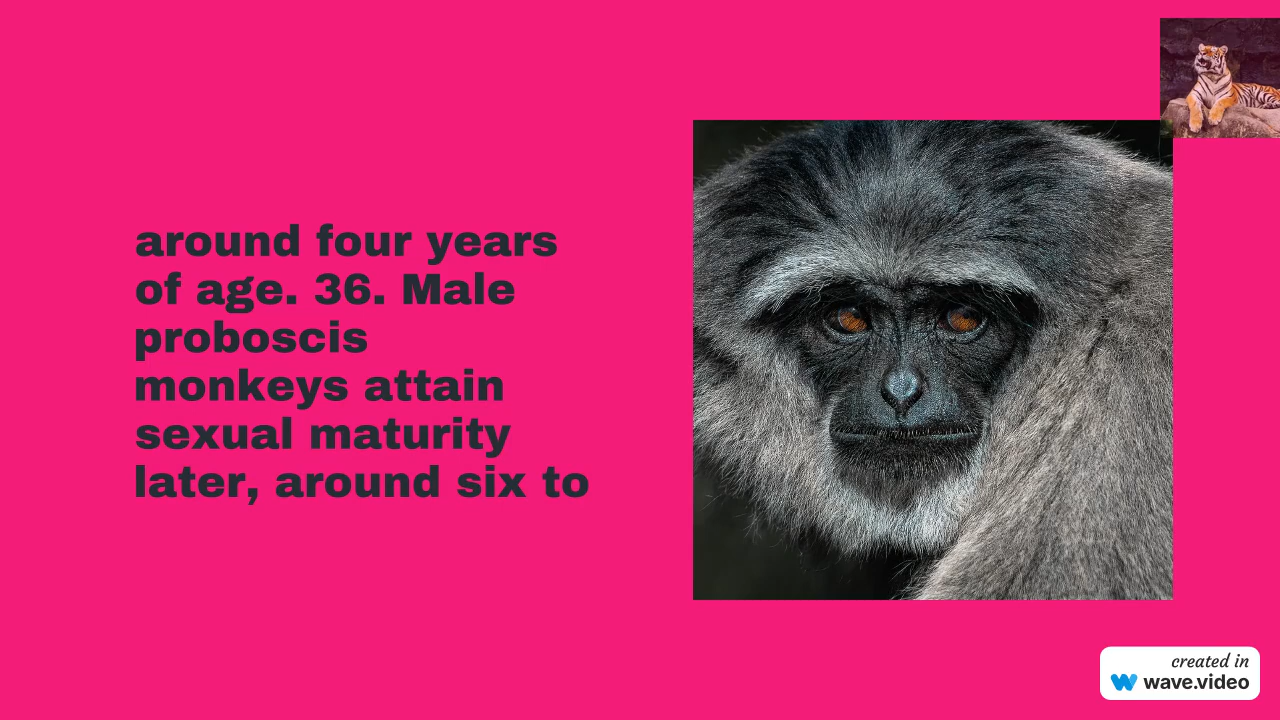 around four years
of age. 36. Male
proboscis
monkeys attain
sexual maturity
later, around six to
created in
wave.video